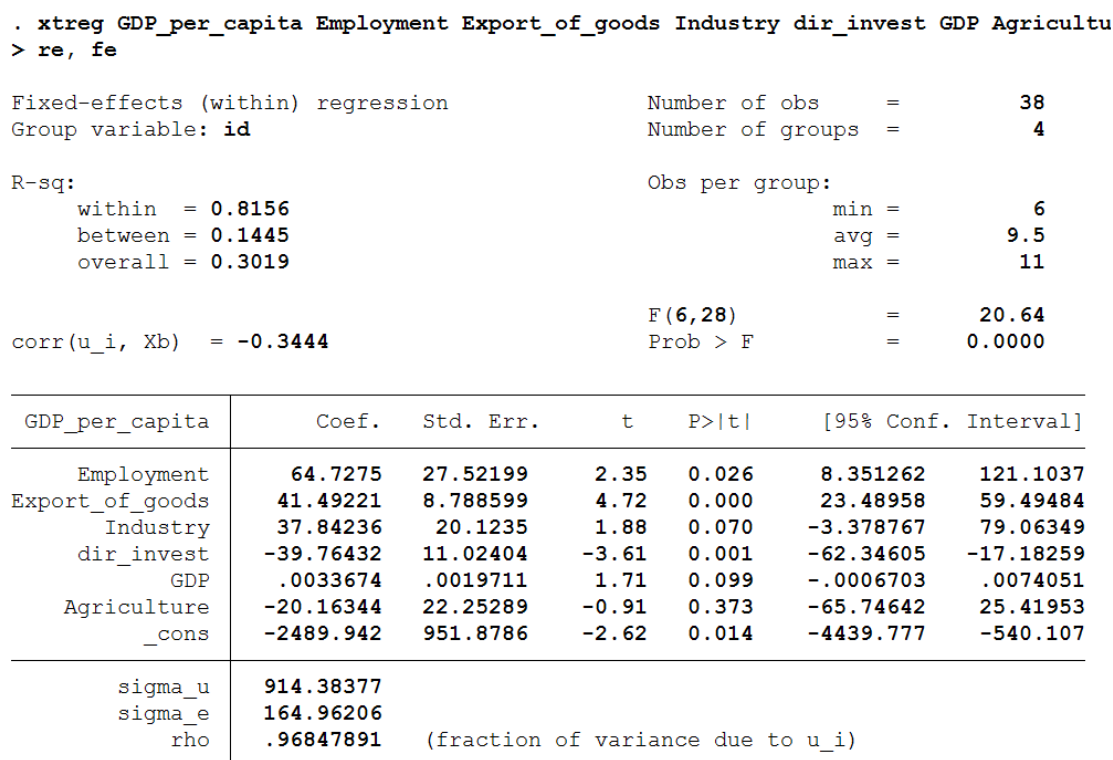 . xtreg GDP_per_capita Employment Export_of_goods Industry dir_invest GDP Agricultu
> re, fe
Fixed-effects (within) regression Number of obs = 38
Group variable: id Number of groups = 4
R-sq: Obs per group:
within = 0.8156 min = 6
between = 0.1445 avg = 9.5
overall = 0.3019 max = 11
F(6,28) = 20.64
corr(u_i, Xb) = -0.3444 Prob > F = 0.0000
GDP_per_capita Coef. Std. Err. t P>|t| [95% Conf. Interval]
Employment 64.7275 27.52199 2.35 0.026 8.351262 121.1037
Export_of_goods 41.49221 8.788599 4.72 0.000 23.48958 59.49484
Industry 37.84236 20.1235 1.88 0.070 -3.378767 79.06349
dir_invest -39.76432 11.02404 -3.61 0.001 -62.34605 -17.18259
GDP .0033674 .0019711 1.71 0.099 -.0006703 .0074051
Agriculture -20.16344 22.25289 -0.91 0.373 -65.74642 25.41953
_cons -2489.942 951.8786 -2.62 0.014 -4439.777 -540.107
sigma_u 914.38377
sigma_e 164.96206
rho .96847891 (fraction of variance due to u_i)